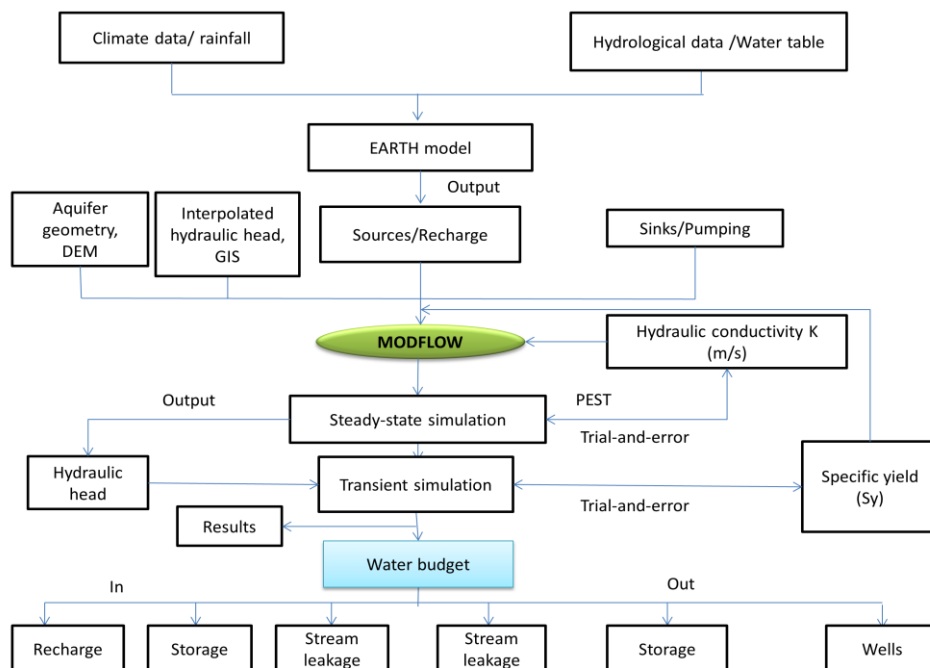 Climate data/ rainfall
Hydrological data /Water table
EARTH model
Output
Aquifer
geometry,
DEM
Interpolated
hydraulic head,
GIS
Sources/Recharge
Sinks/Pumping
MODFLOW
Hydraulic conductivity K
(m/s)
Output
Steady-state simulation
PEST
Trial-and-error
Hydraulic
head
Transient simulation
Trial-and-error
Specific yield
(Sy)
Results
Water budget
In
Out
Recharge
Storage
Stream
leakage
Stream
leakage
Storage
Wells